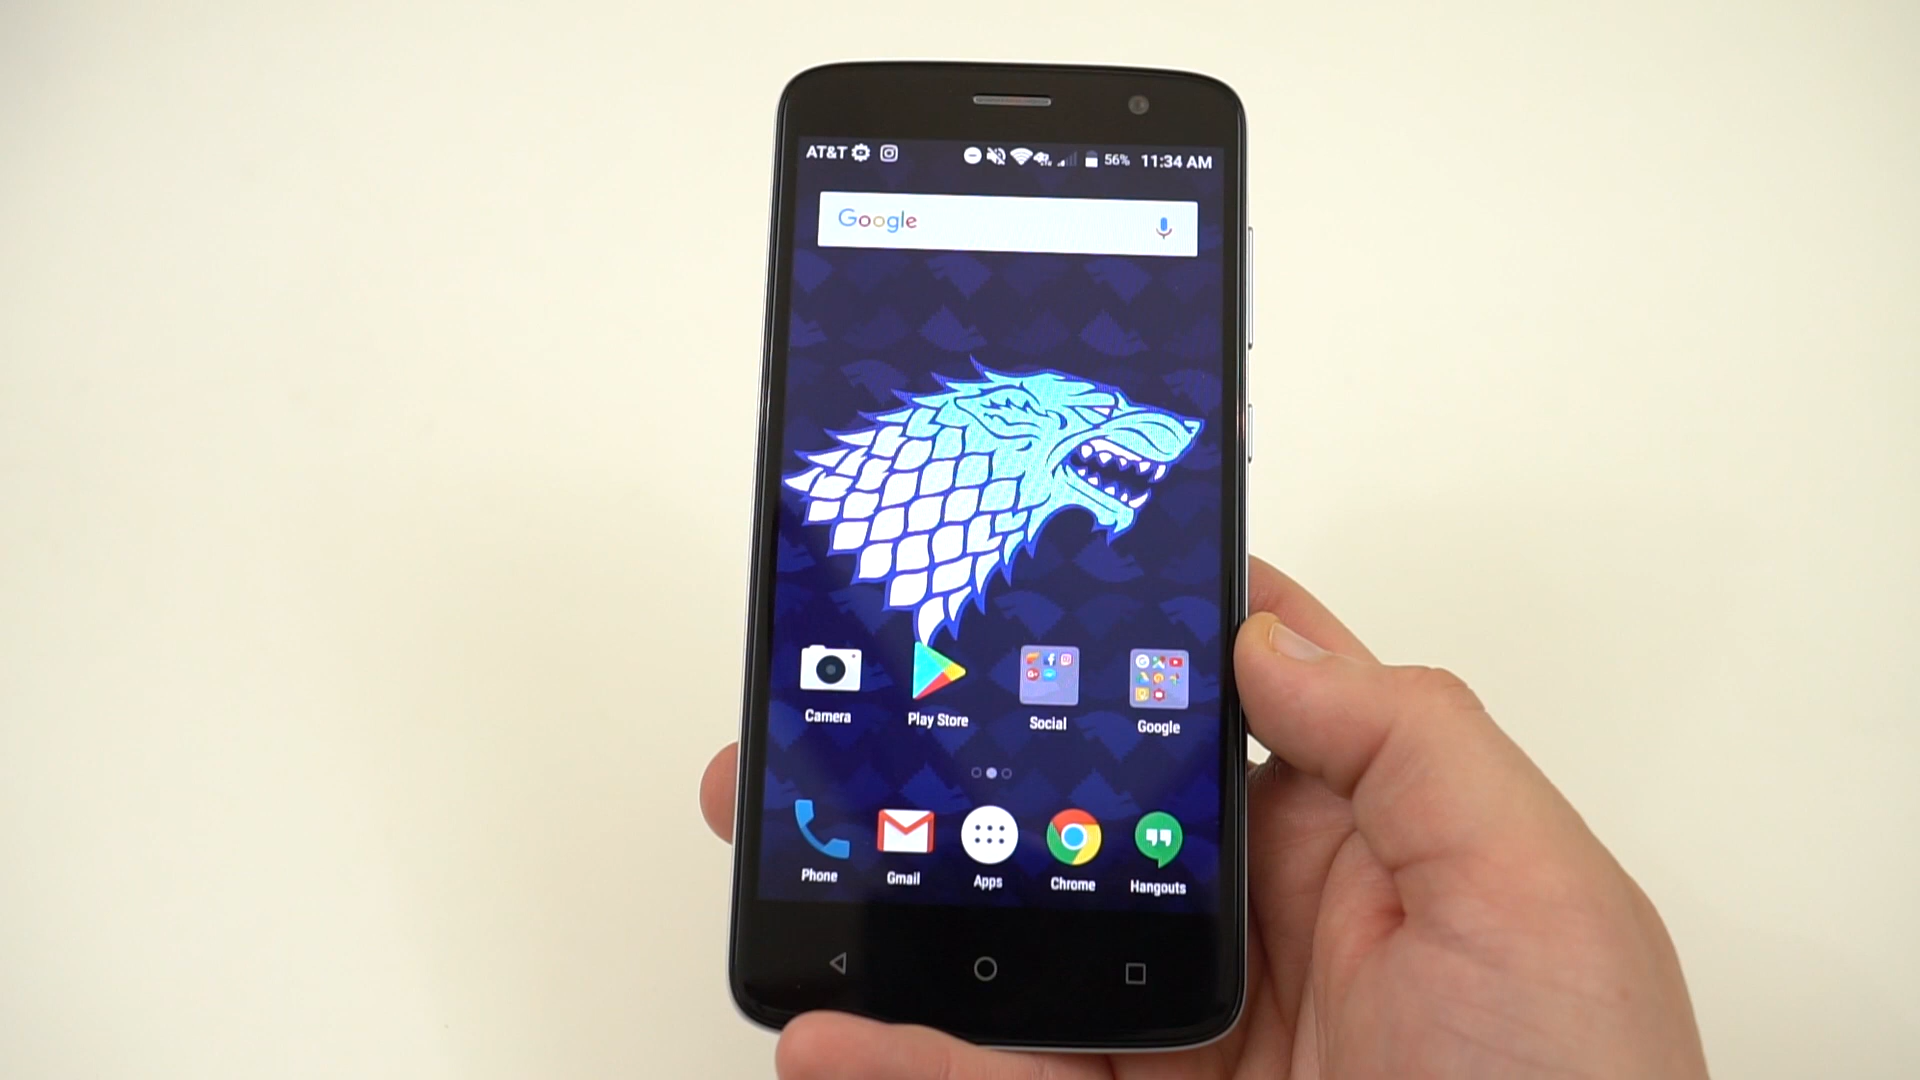 AT&T 56% 11:34 AM
Google
Camera Play Store Social Google
Phone Gmail Apps Chrome Hangouts